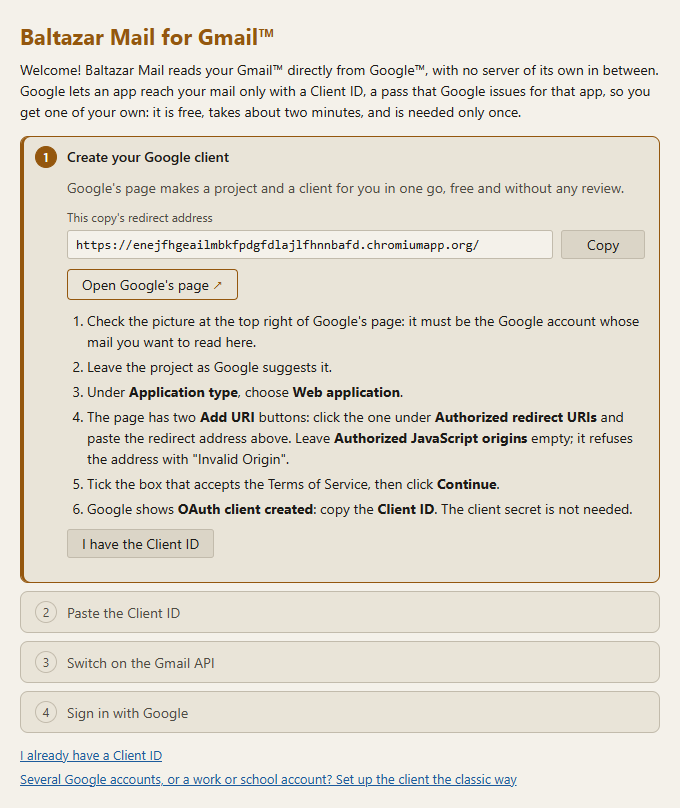 Baltazar Mail for Gmail™
Welcome! Baltazar Mail reads your Gmail™ directly from Google™, with no server of its own in between.
Google lets an app reach your mail only with a Client ID, a pass that Google issues for that app, so you
get one of your own: it is free, takes about two minutes, and is needed only once.
1 Create your Google client
Google's page makes a project and a client for you in one go, free and without any review.
This copy's redirect address
https://enejfhgeailmbkfpdgfdlajlfhnnbafd.chromiumapp.org/ Copy
Open Google's page ↗
1. Check the picture at the top right of Google's page: it must be the Google account whose
mail you want to read here.
2. Leave the project as Google suggests it.
3. Under Application type, choose Web application.
4. The page has two Add URI buttons: click the one under Authorized redirect URIs and
paste the redirect address above. Leave Authorized JavaScript origins empty; it refuses
the address with "Invalid Origin".
5. Tick the box that accepts the Terms of Service, then click Continue.
6. Google shows OAuth client created: copy the Client ID. The client secret is not needed.
I have the Client ID
2 Paste the Client ID
3 Switch on the Gmail API
4 Sign in with Google
I already have a Client ID
Several Google accounts, or a work or school account? Set up the client the classic way